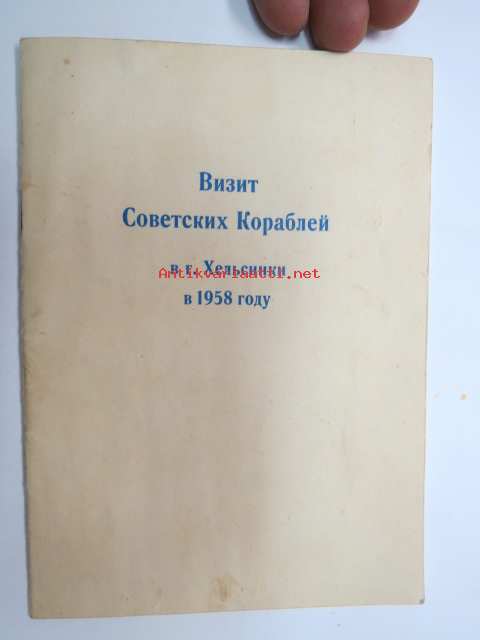 Визит
Советских Кораблей
в г. Хельсинки
Antikvariaatti.net
в 1958 году